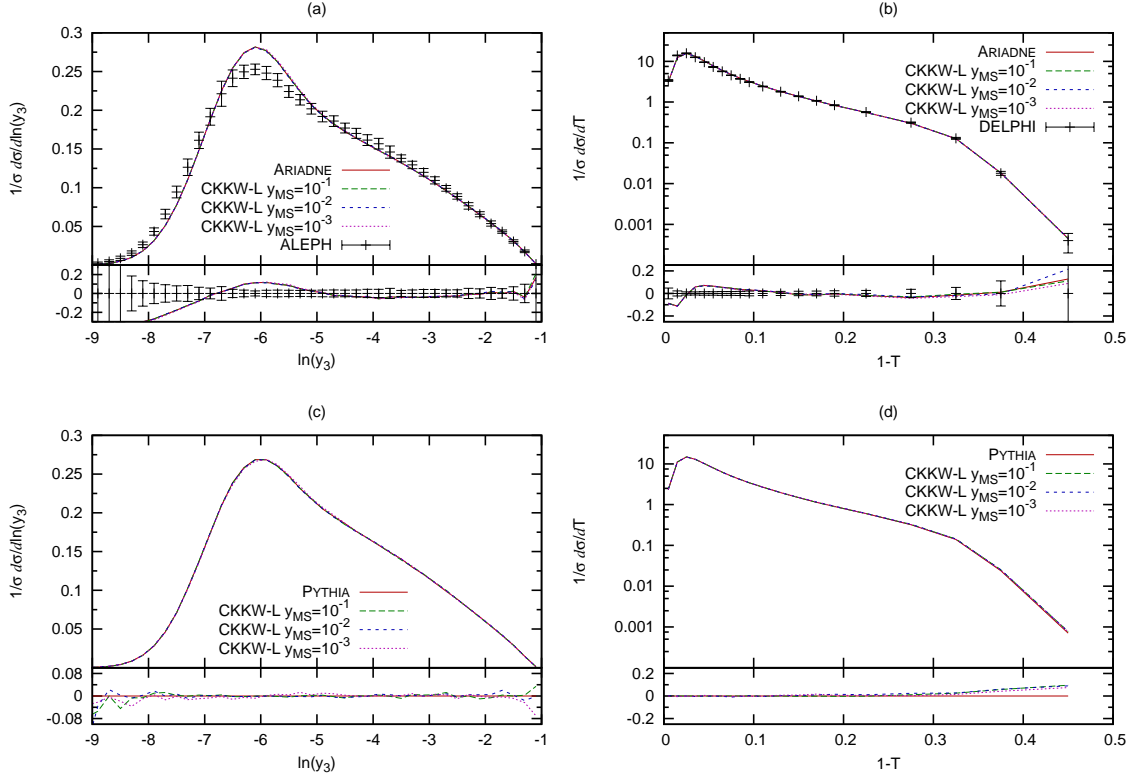 (a)
0.3
0.25
0.2
0.15
0.1
0.05
1/σ dσ/dln(y3)
ARIADNE
CKKW-L yMS=10-1
CKKW-L yMS=10-2
CKKW-L yMS=10-3
ALEPH
0.2
0
-0.2
-9 -8 -7 -6 -5 -4 -3 -2 -1
ln(y3)
(b)
10
1
0.1
0.01
0.001
1/σ dσ/dT
ARIADNE
CKKW-L yMS=10-1
CKKW-L yMS=10-2
CKKW-L yMS=10-3
DELPHI
0.2
0
-0.2
0 0.1 0.2 0.3 0.4 0.5
1-T
(c)
0.3
0.25
0.2
0.15
0.1
0.05
1/σ dσ/dln(y3)
PYTHIA
CKKW-L yMS=10-1
CKKW-L yMS=10-2
CKKW-L yMS=10-3
0.08
0
-0.08
-9 -8 -7 -6 -5 -4 -3 -2 -1
ln(y3)
(d)
10
1
0.1
0.01
0.001
1/σ dσ/dT
PYTHIA
CKKW-L yMS=10-1
CKKW-L yMS=10-2
CKKW-L yMS=10-3
0.2
0
-0.2
0 0.1 0.2 0.3 0.4 0.5
1-T